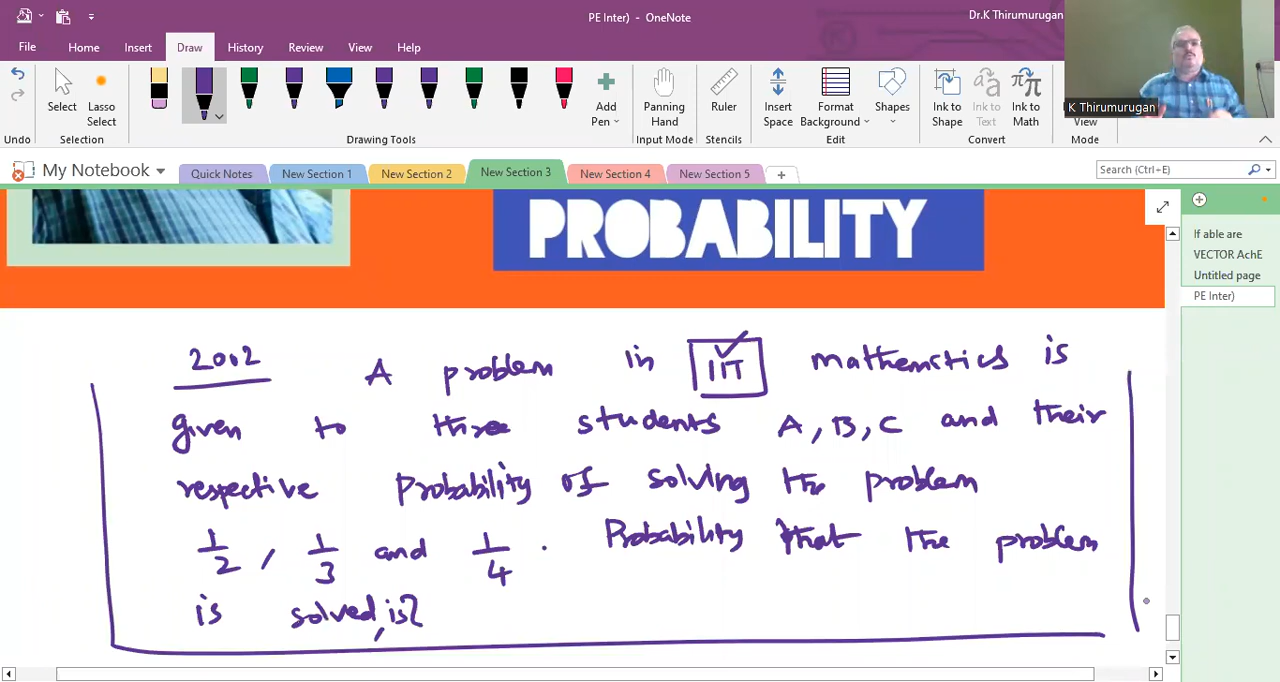 PE Inter) - OneNote
Dr.K Thirumurugan
File Home Insert Draw History Review View Help
K Thirumurugan
Undo
Select
Lasso Select
Selection
Add Pen
Drawing Tools
Panning Hand
Input Mode
Ruler
Stencils
Insert Space
Format Background
Shapes
Edit
Ink to Shape
Ink to Text
Ink to Math
Convert
View
Mode
My Notebook
Quick Notes
New Section 1
New Section 2
New Section 3
New Section 4
New Section 5
Search (Ctrl+E)
If able are
VECTOR AchE
Untitled page
PE Inter)
PROBABILITY
2002 A problem in IIT mathematics is
given to three students A, B, C and their
respective probability of solving the problem
1/2, 1/3 and 1/4. Probability that the problem
is solved, is?